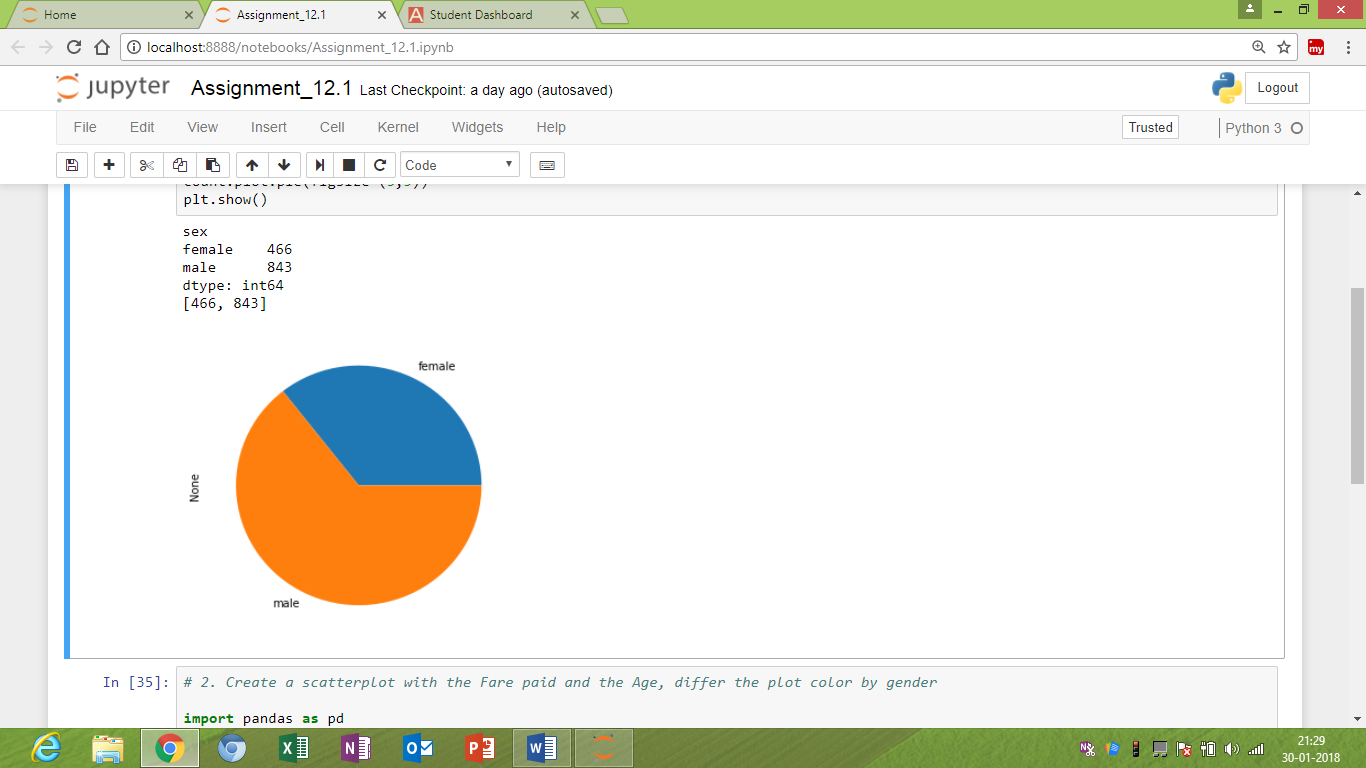 Home
Assignment_12.1
Student Dashboard
localhost:8888/notebooks/Assignment_12.1.ipynb
my
jupyter Assignment_12.1 Last Checkpoint: a day ago (autosaved)
Logout
File Edit View Insert Cell Kernel Widgets Help
Trusted
Python 3
Code
plt.show()
sex
female 466
male 843
dtype: int64
[466, 843]
female
None
male
In [35]: # 2. Create a scatterplot with the Fare paid and the Age, differ the plot color by gender
import pandas as pd
21:29
30-01-2018